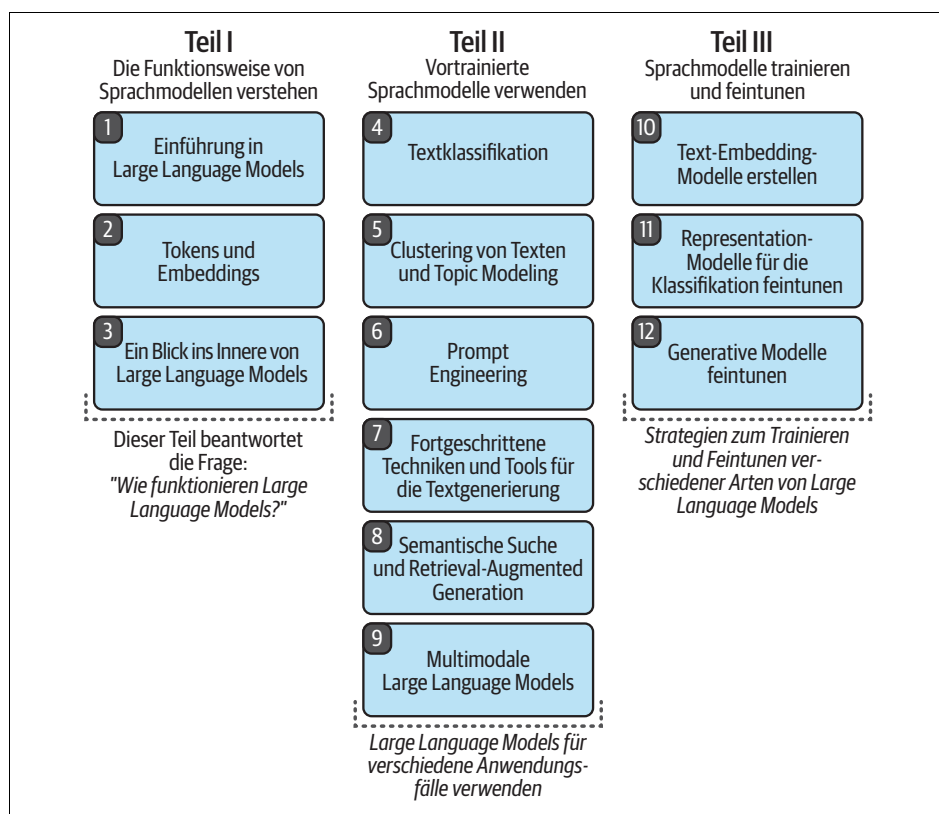 Teil I
Die Funktionsweise von
Sprachmodellen verstehen
1
Einführung in
Large Language Models
2
Tokens und
Embeddings
3
Ein Blick ins Innere von
Large Language Models
Dieser Teil beantwortet
die Frage:
"Wie funktionieren Large
Language Models?"
Teil II
Vortrainierte
Sprachmodelle verwenden
4
Textklassifikation
5
Clustering von Texten
und Topic Modeling
6
Prompt
Engineering
7
Fortgeschrittene
Techniken und Tools für
die Textgenerierung
8
Semantische Suche
und Retrieval-Augmented
Generation
9
Multimodale
Large Language Models
Large Language Models für
verschiedene Anwendungs-
fälle verwenden
Teil III
Sprachmodelle trainieren
und feintunen
10
Text-Embedding-
Modelle erstellen
11
Representation-
Modelle für die
Klassifikation feintunen
12
Generative Modelle
feintunen
Strategien zum Trainieren
und Feintunen ver-
schiedener Arten von Large
Language Models